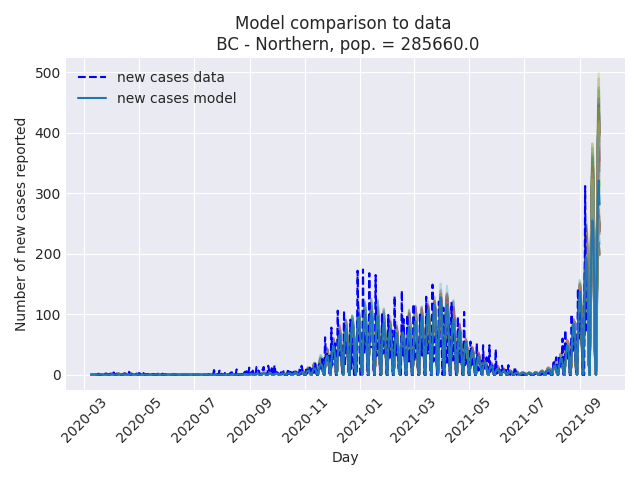 Model comparison to data
BC - Northern, pop. = 285660.0
new cases data
new cases model
Number of new cases reported
500
400
300
200
100
0
2020-03
2020-05
2020-07
2020-09
2020-11
2021-01
2021-03
2021-05
2021-07
2021-09
Day